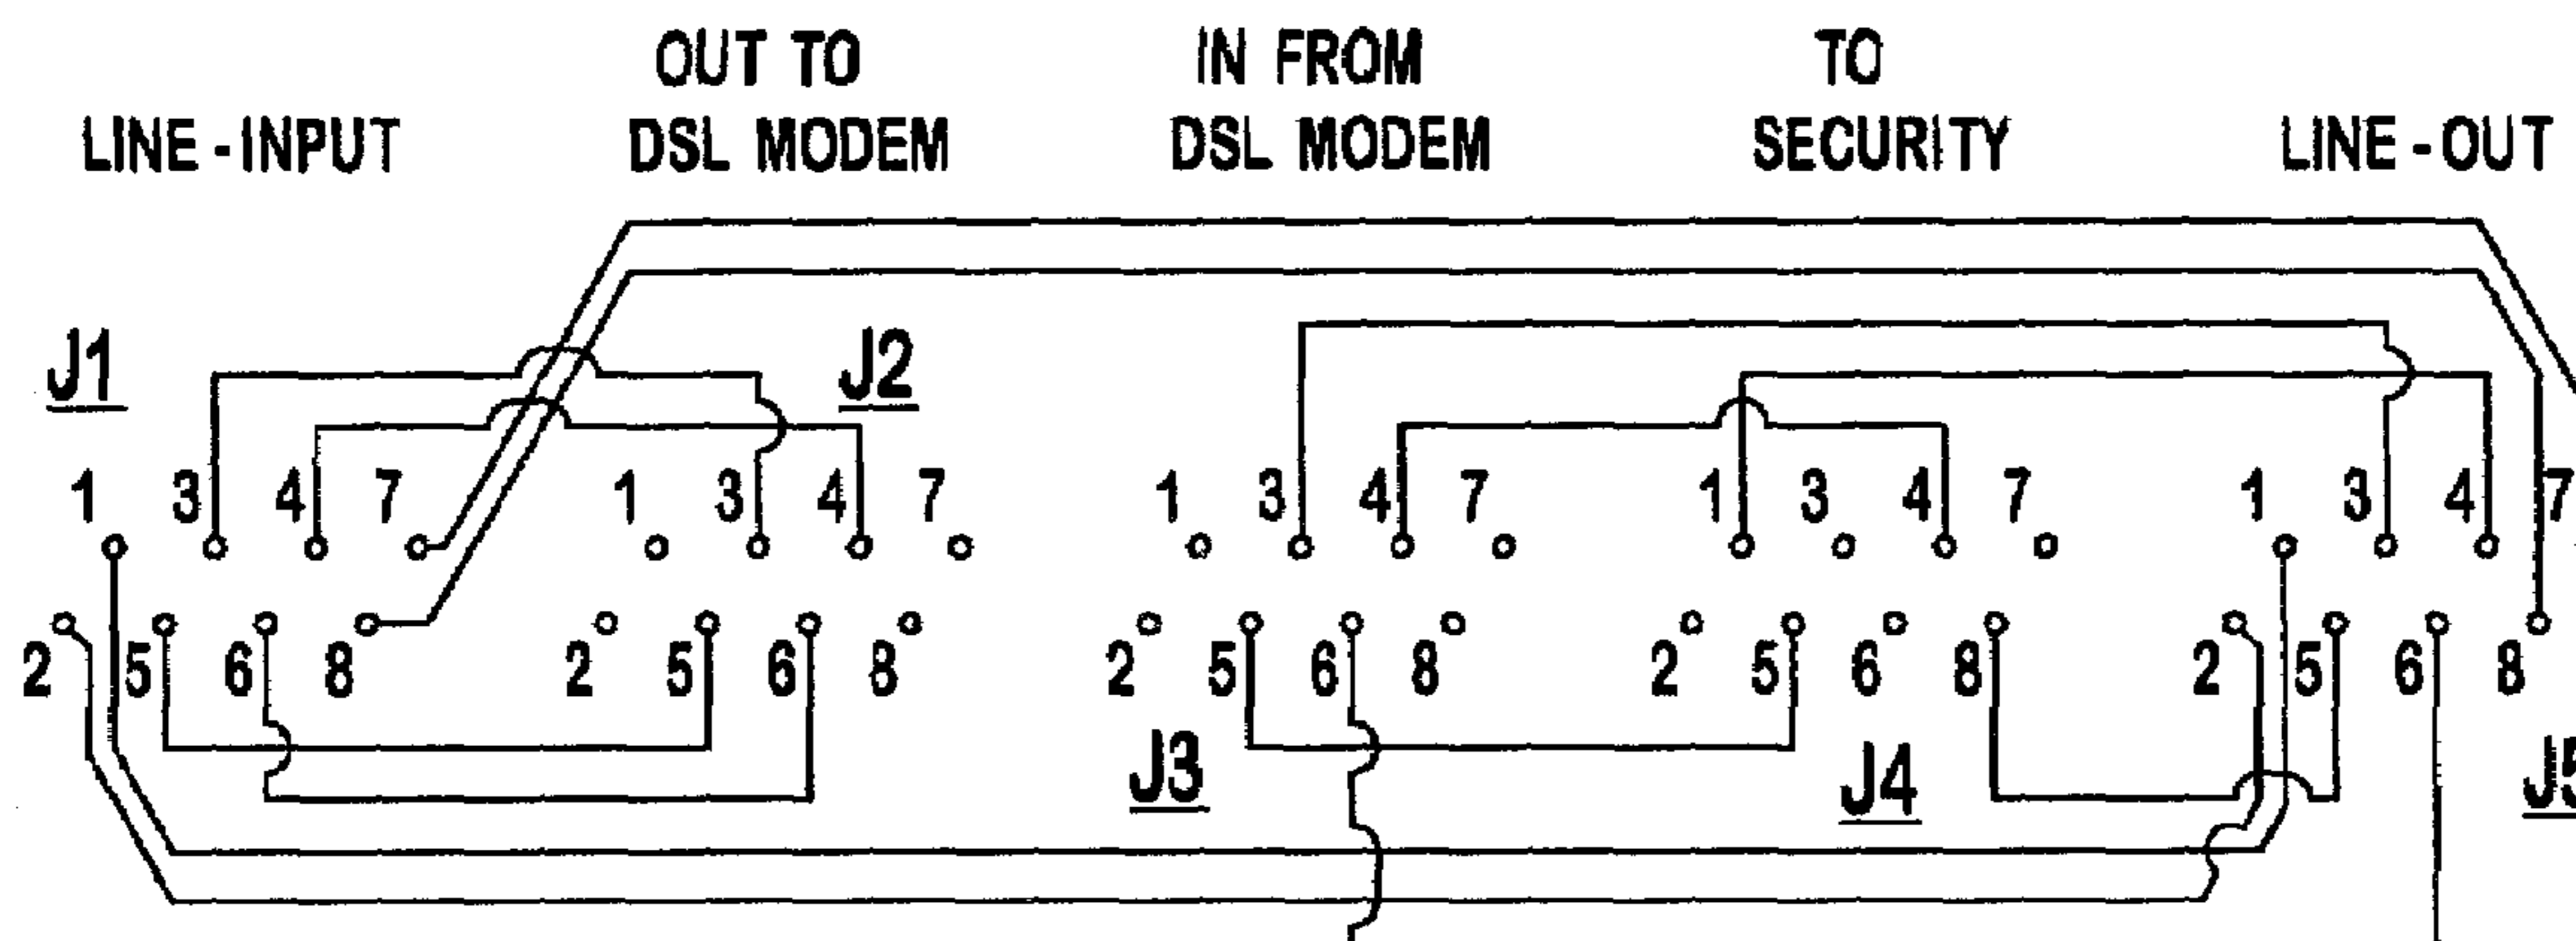 OUT TO
IN FROM
TO
LINE-INPUT
DSL MODEM
DSL MODEM
SECURITY
LINE-OUT
J1
J2
1 3 4 7 1 3 4 7 1 3 4 7 1 3 4 7 1 3 4 7
2 5 6 8 2 5 6 8 2 5 6 8 2 5 6 8 2 5 6 8
J3
J4
J5